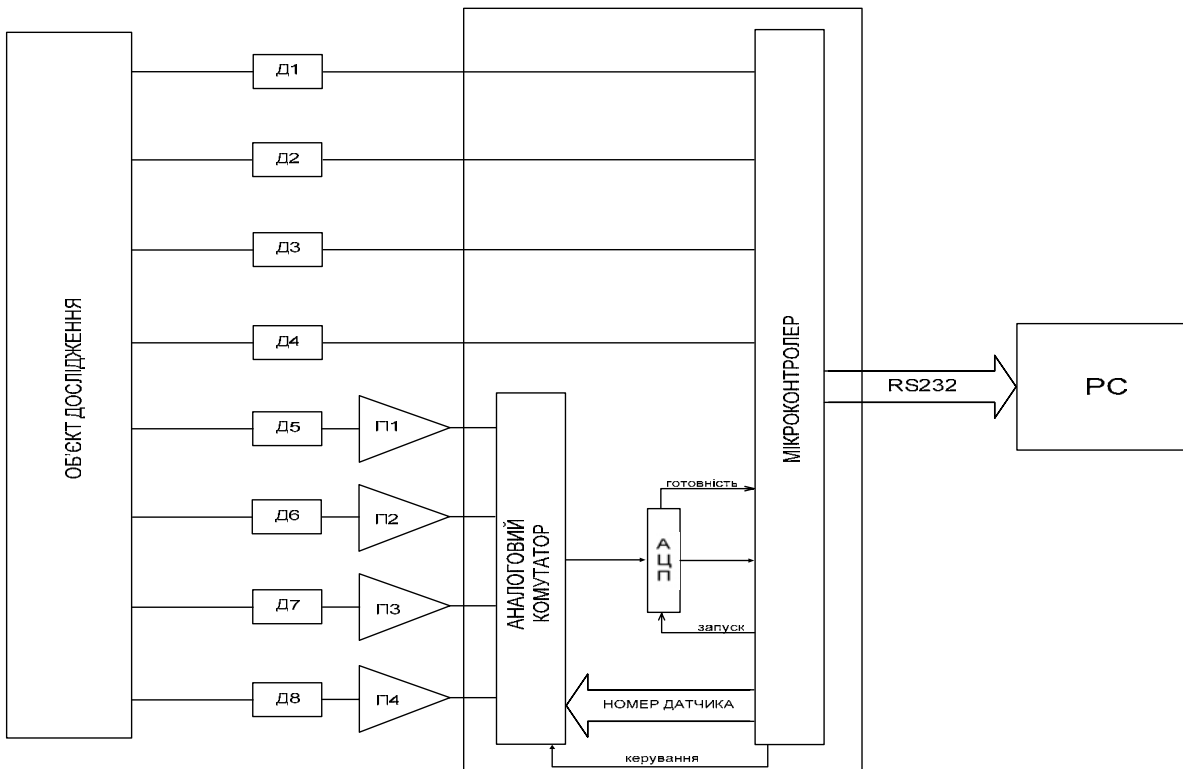 ОБ'ЄКТ ДОСЛІДЖЕННЯ
Д1
Д2
Д3
Д4
Д5
Д6
Д7
Д8
П1
П2
П3
П4
АНАЛОГОВИЙ
КОМУТАТОР
готовність
АЦП
запуск
НОМЕР ДАТЧИКА
керування
МІКРОКОНТРОЛЕР
RS232
PC